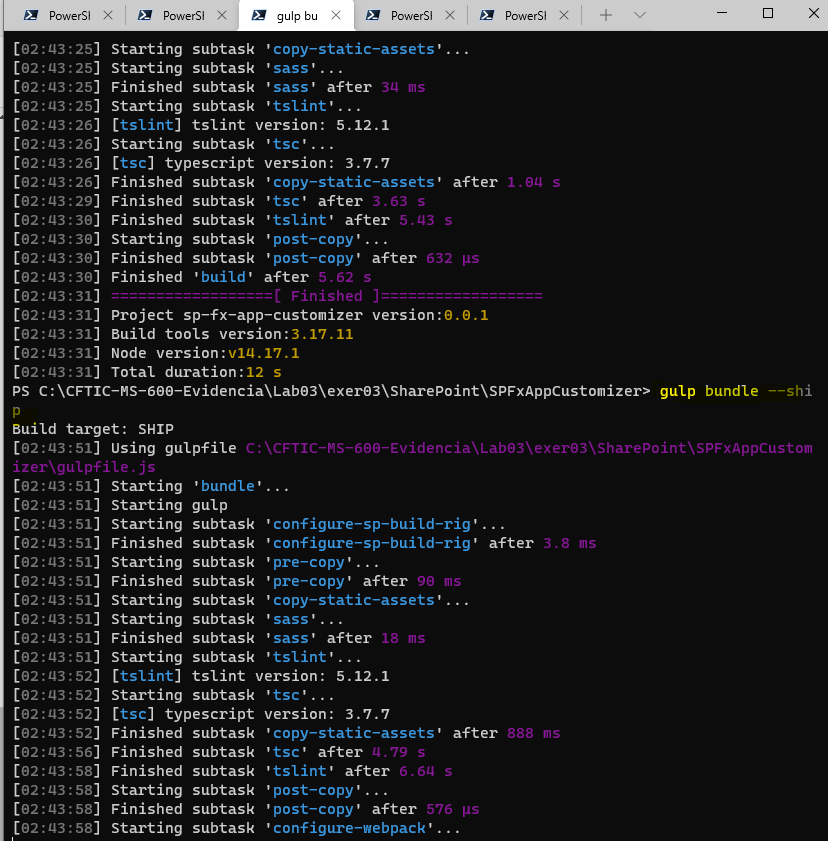 PowerSl PowerSl gulp bu PowerSl PowerSl
[02:43:25] Starting subtask 'copy-static-assets'...
[02:43:25] Starting subtask 'sass'...
[02:43:25] Finished subtask 'sass' after 34 ms
[02:43:25] Starting subtask 'tslint'...
[02:43:26] [tslint] tslint version: 5.12.1
[02:43:26] Starting subtask 'tsc'...
[02:43:26] [tsc] typescript version: 3.7.7
[02:43:26] Finished subtask 'copy-static-assets' after 1.04 s
[02:43:29] Finished subtask 'tsc' after 3.63 s
[02:43:30] Finished subtask 'tslint' after 5.43 s
[02:43:30] Starting subtask 'post-copy'...
[02:43:30] Finished subtask 'post-copy' after 632 μs
[02:43:30] Finished 'build' after 5.62 s
[02:43:31] ==================[ Finished ]==================
[02:43:31] Project sp-fx-app-customizer version:0.0.1
[02:43:31] Build tools version:3.17.11
[02:43:31] Node version:v14.17.1
[02:43:31] Total duration:12 s
PS C:\CFTIC-MS-600-Evidencia\Lab03\exer03\SharePoint\SPFxAppCustomizer> gulp bundle --shi
p
Build target: SHIP
[02:43:51] Using gulpfile C:\CFTIC-MS-600-Evidencia\Lab03\exer03\SharePoint\SPFxAppCustom
izer\gulpfile.js
[02:43:51] Starting 'bundle'...
[02:43:51] Starting gulp
[02:43:51] Starting subtask 'configure-sp-build-rig'...
[02:43:51] Finished subtask 'configure-sp-build-rig' after 3.8 ms
[02:43:51] Starting subtask 'pre-copy'...
[02:43:51] Finished subtask 'pre-copy' after 90 ms
[02:43:51] Starting subtask 'copy-static-assets'...
[02:43:51] Starting subtask 'sass'...
[02:43:51] Finished subtask 'sass' after 18 ms
[02:43:51] Starting subtask 'tslint'...
[02:43:52] [tslint] tslint version: 5.12.1
[02:43:52] Starting subtask 'tsc'...
[02:43:52] [tsc] typescript version: 3.7.7
[02:43:52] Finished subtask 'copy-static-assets' after 888 ms
[02:43:56] Finished subtask 'tsc' after 4.79 s
[02:43:58] Finished subtask 'tslint' after 6.64 s
[02:43:58] Starting subtask 'post-copy'...
[02:43:58] Finished subtask 'post-copy' after 576 μs
[02:43:58] Starting subtask 'configure-webpack'...